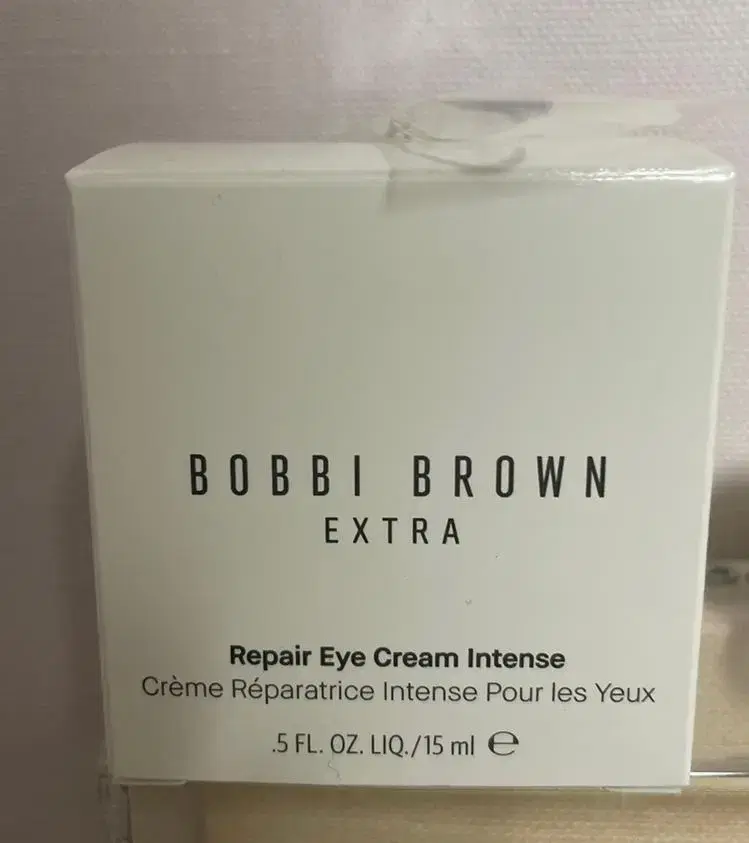 BOBBI BROWN
EXTRA
Repair Eye Cream Intense
Crème Réparatrice Intense Pour les Yeux
.5 FL. OZ. LIQ./15 ml ℮